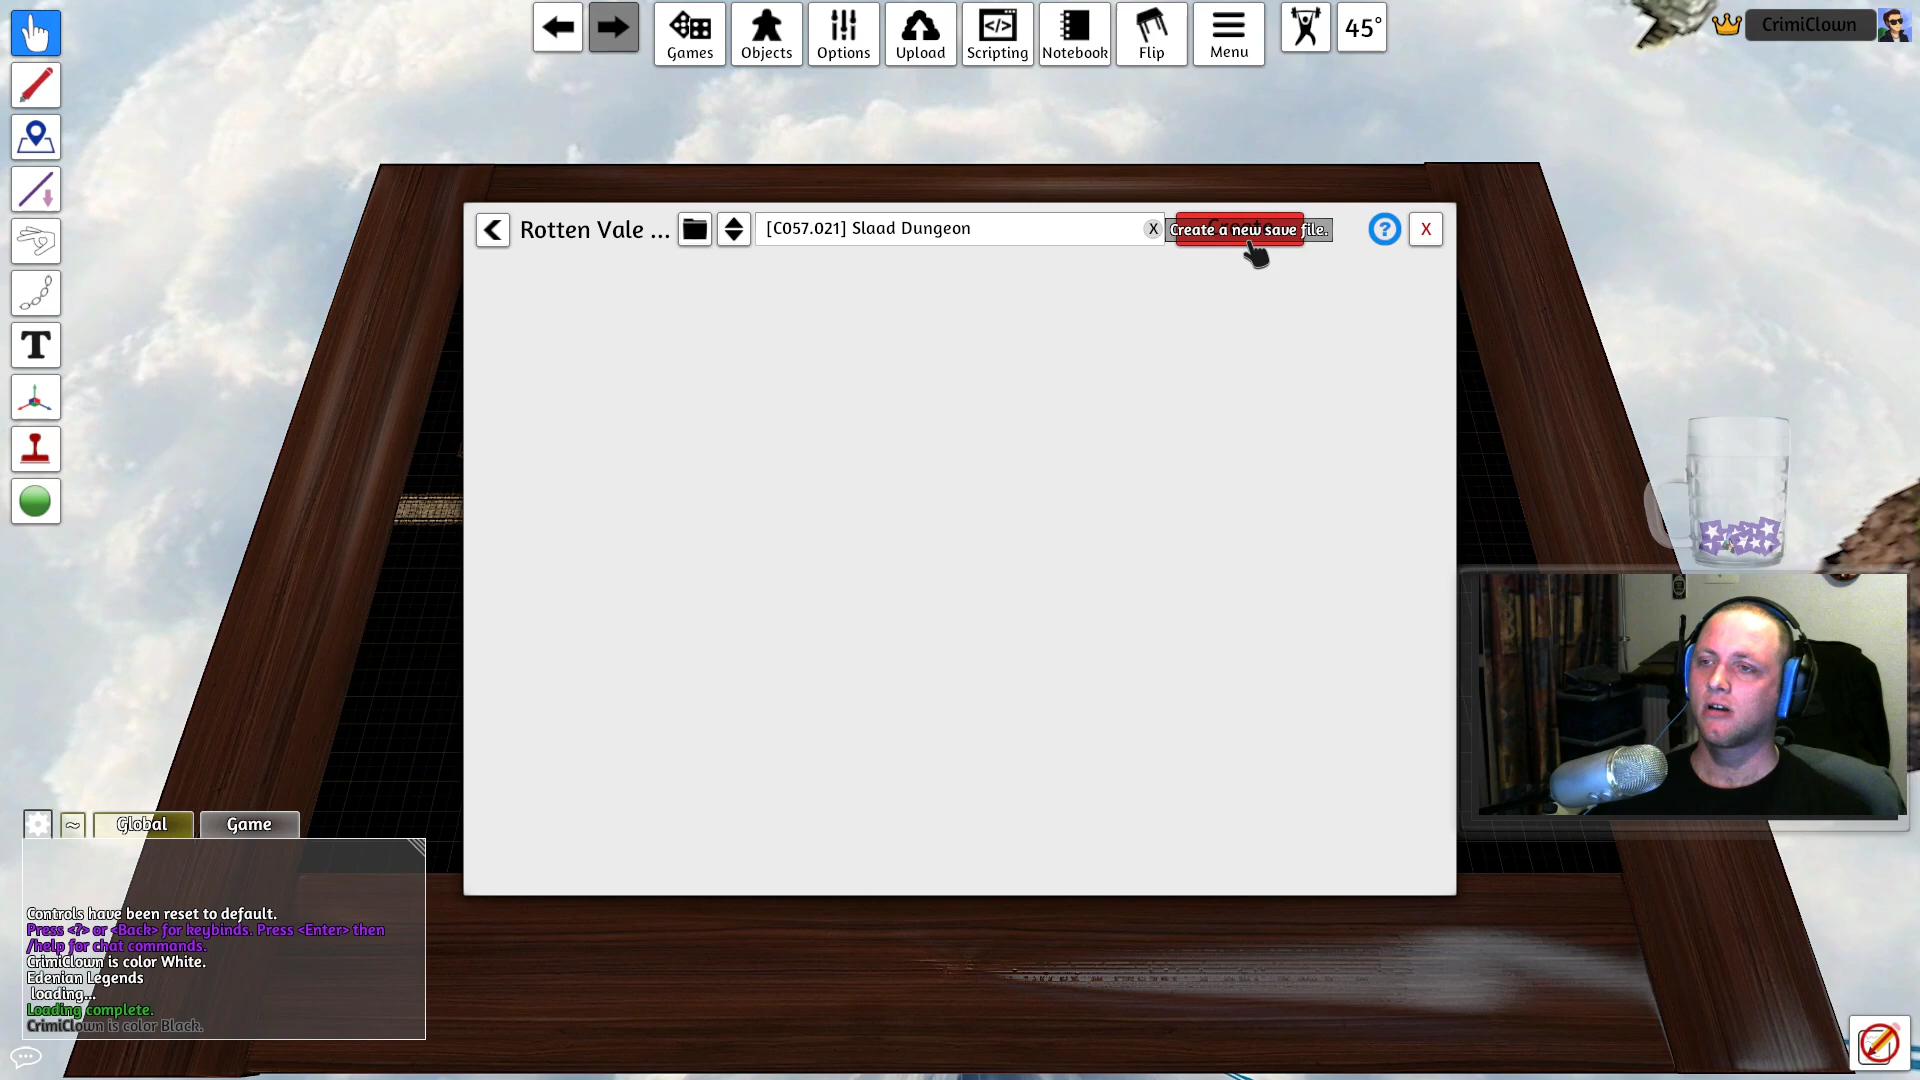 Games
Objects
Options
Upload
Scripting
Notebook
Flip
Menu
45°
CrimiClown
Rotten Vale ...
[C057.021] Slaad Dungeon
X
Create a new save file.
?
X
~
Global
Game
Controls have been reset to default.
Press <?> or <Back> for keybinds. Press <Enter> then
/help for chat commands.
CrimiClown is color White.
Edenian Legends
loading...
Loading complete.
CrimiClown is color Black.
T